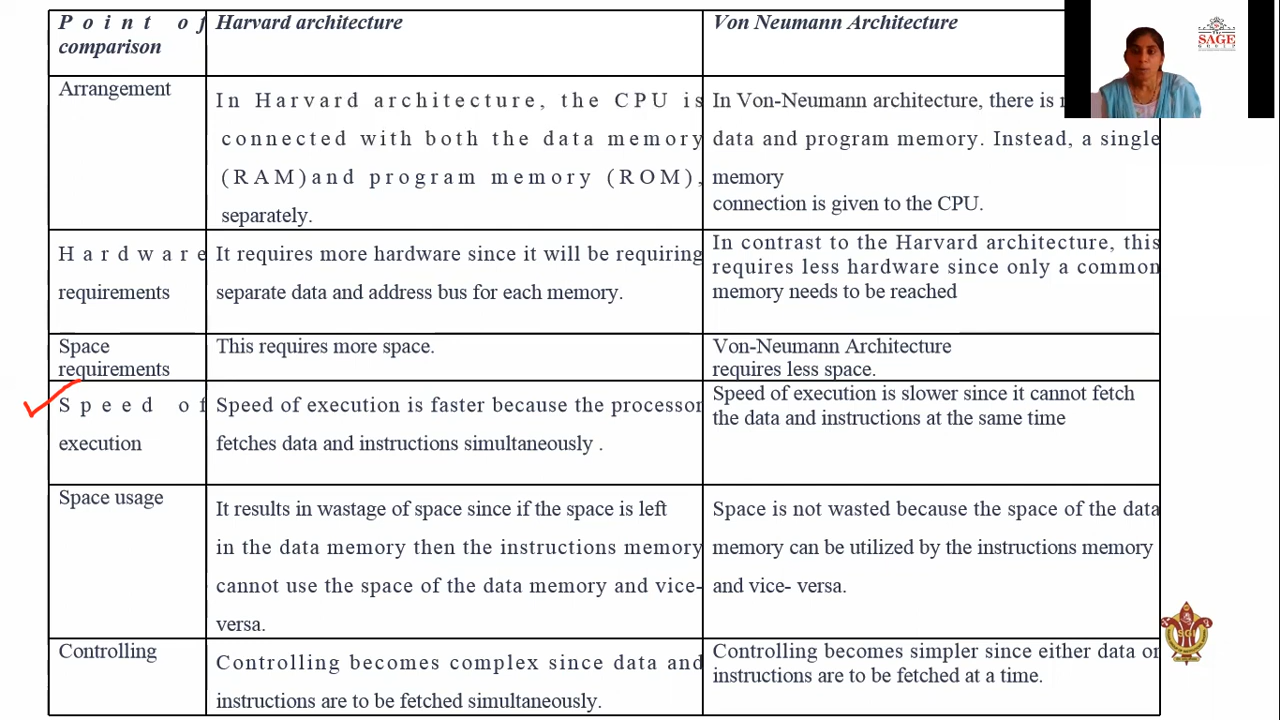 Point of comparison
Harvard architecture
Von Neumann Architecture
Arrangement
In Harvard architecture, the CPU is
connected with both the data memory
(RAM)and program memory (ROM),
separately.
In Von-Neumann architecture, there is
data and program memory. Instead, a single
memory
connection is given to the CPU.
Hardware
requirements
It requires more hardware since it will be requiring
separate data and address bus for each memory.
In contrast to the Harvard architecture, this
requires less hardware since only a common
memory needs to be reached
Space
requirements
This requires more space.
Von-Neumann Architecture
requires less space.
Speed of
execution
Speed of execution is faster because the processor
fetches data and instructions simultaneously .
Speed of execution is slower since it cannot fetch
the data and instructions at the same time
Space usage
It results in wastage of space since if the space is left
in the data memory then the instructions memory
cannot use the space of the data memory and vice-
versa.
Space is not wasted because the space of the data
memory can be utilized by the instructions memory
and vice- versa.
Controlling
Controlling becomes complex since data and
instructions are to be fetched simultaneously.
Controlling becomes simpler since either data or
instructions are to be fetched at a time.
SAGE
GROUP
SGI